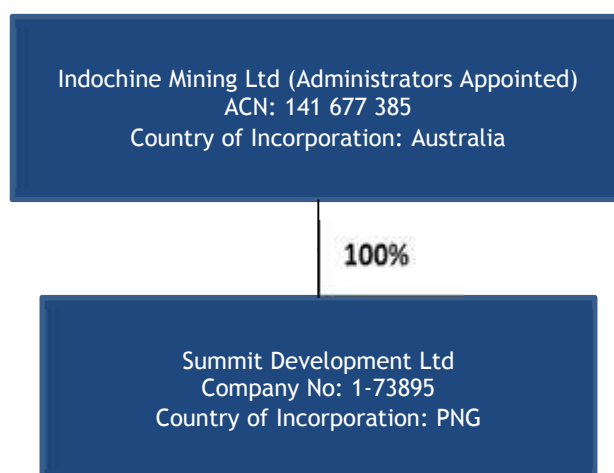 Indochine Mining Ltd (Administrators Appointed)
ACN: 141 677 385
Country of Incorporation: Australia
100%
Summit Development Ltd
Company No: 1-73895
Country of Incorporation: PNG